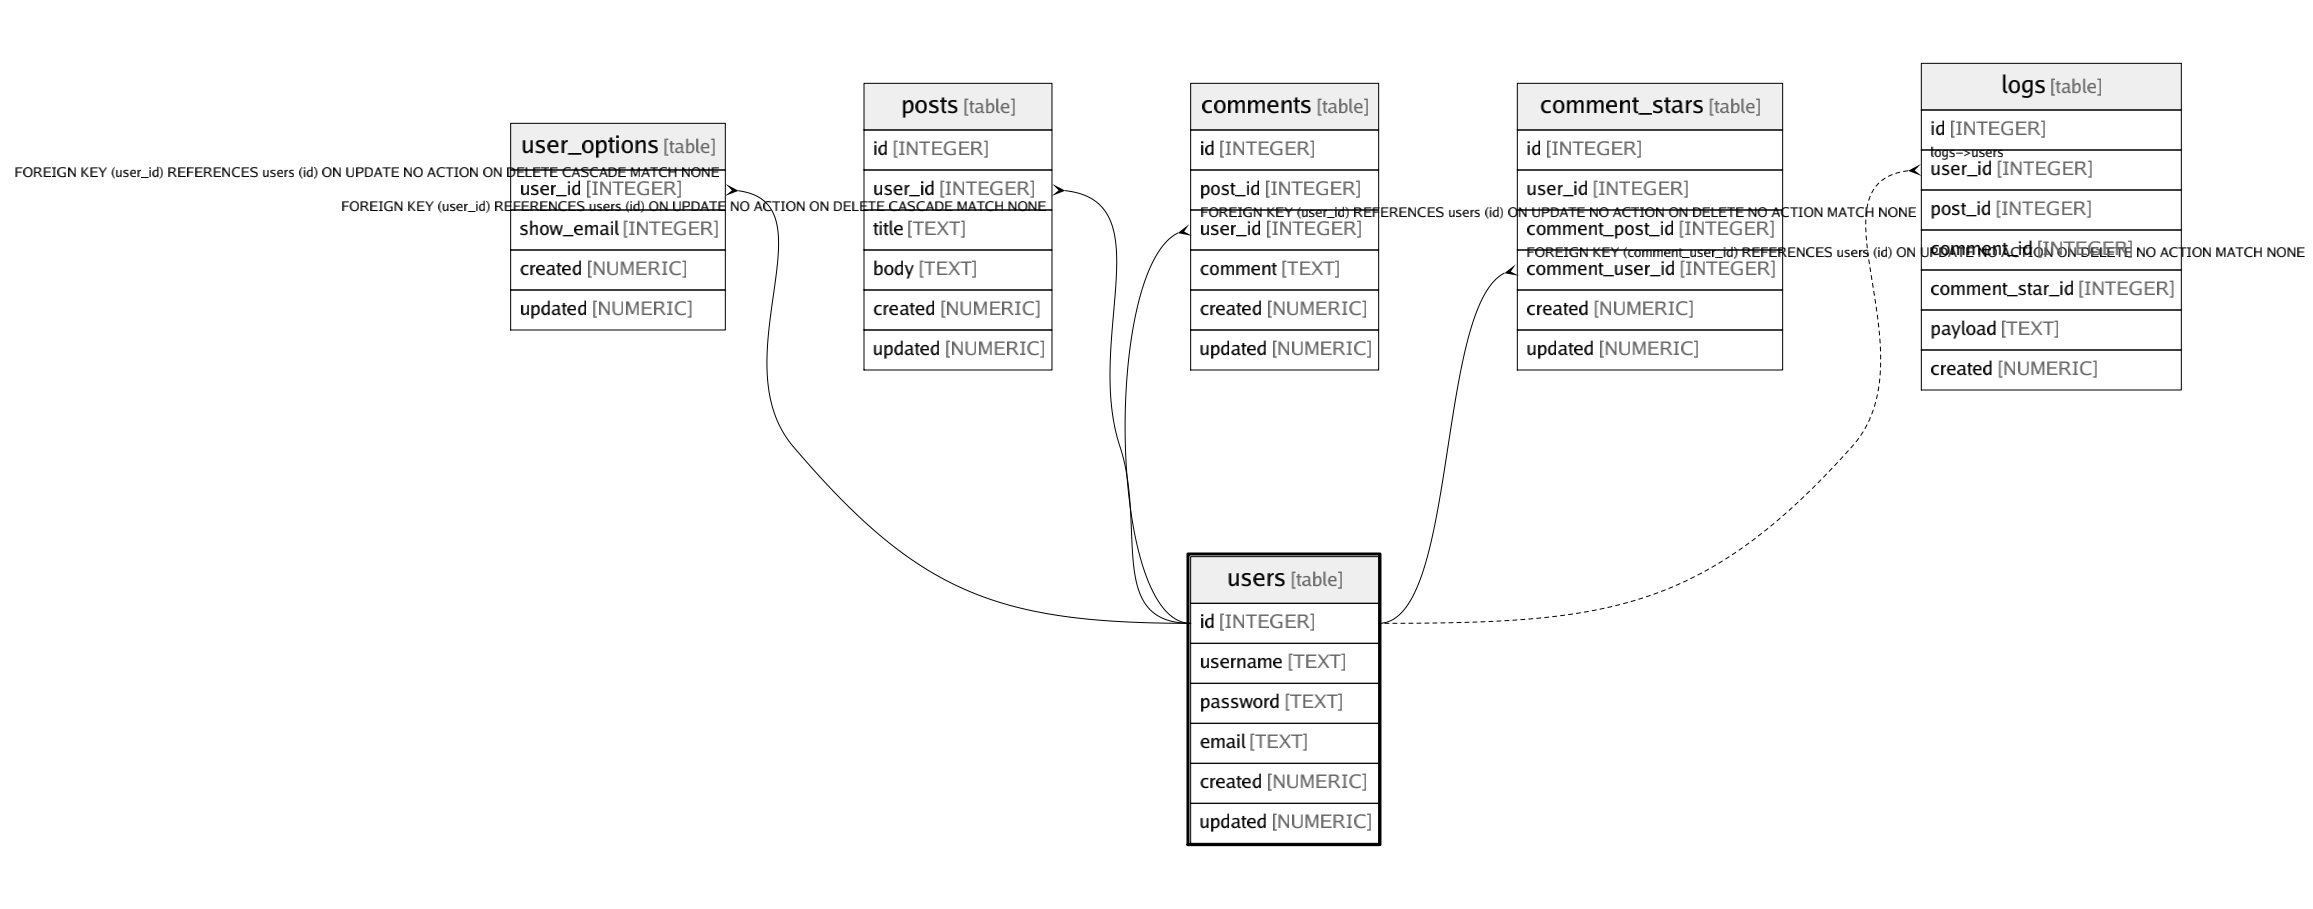 user_options [table]
FOREIGN KEY (user_id) REFERENCES users (id) ON UPDATE NO ACTION ON DELETE CASCADE MATCH NONE
user_id [INTEGER]
show_email [INTEGER]
created [NUMERIC]
updated [NUMERIC]
posts [table]
id [INTEGER]
user_id [INTEGER]
FOREIGN KEY (user_id) REFERENCES users (id) ON UPDATE NO ACTION ON DELETE CASCADE MATCH NONE
title [TEXT]
body [TEXT]
created [NUMERIC]
updated [NUMERIC]
comments [table]
id [INTEGER]
post_id [INTEGER]
FOREIGN KEY (user_id) REFERENCES users (id) ON UPDATE NO ACTION ON DELETE NO ACTION MATCH NONE
user_id [INTEGER]
comment [TEXT]
created [NUMERIC]
updated [NUMERIC]
comment_stars [table]
id [INTEGER]
user_id [INTEGER]
comment_post_id [INTEGER]
FOREIGN KEY (comment_user_id) REFERENCES users (id) ON UPDATE NO ACTION ON DELETE NO ACTION MATCH NONE
comment_user_id [INTEGER]
created [NUMERIC]
updated [NUMERIC]
logs [table]
id [INTEGER]
logs->users
user_id [INTEGER]
post_id [INTEGER]
comment_id [INTEGER]
comment_star_id [INTEGER]
payload [TEXT]
created [NUMERIC]
users [table]
id [INTEGER]
username [TEXT]
password [TEXT]
email [TEXT]
created [NUMERIC]
updated [NUMERIC]